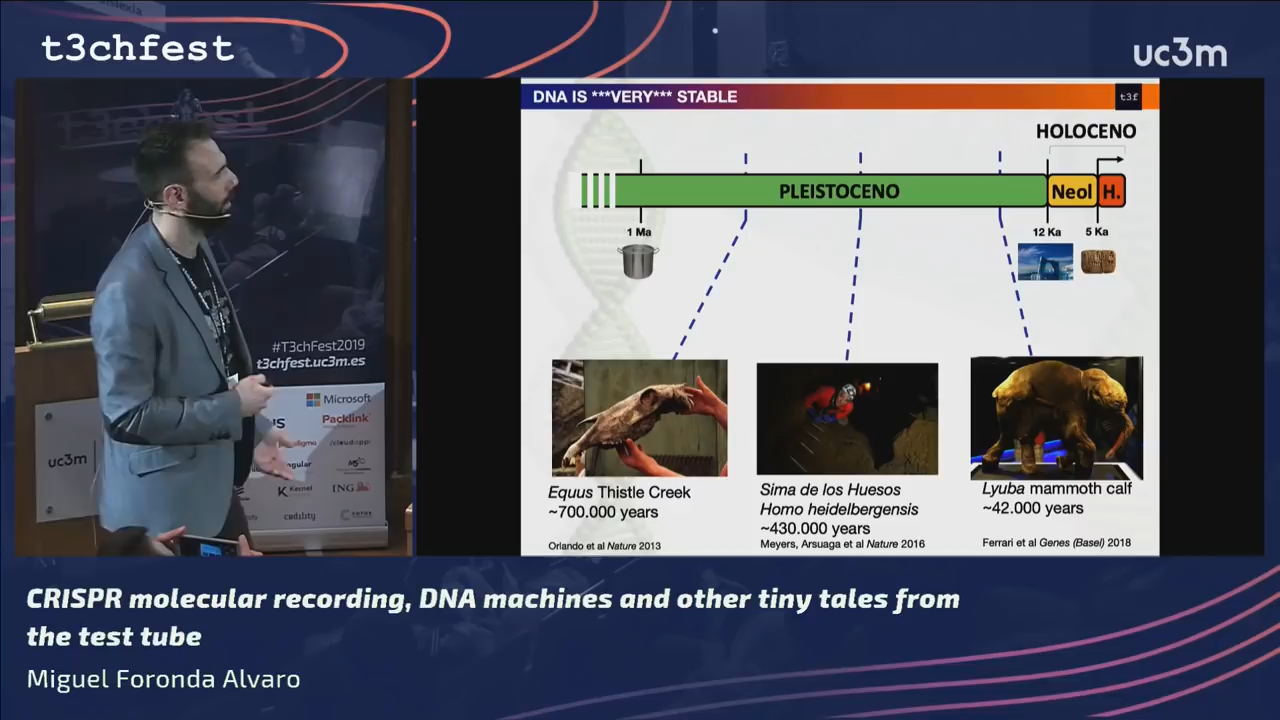 t3chfest
uc3m
DNA IS ***VERY*** STABLE
t3f
HOLOCENO
PLEISTOCENO
Neol
H.
1 Ma
12 Ka
5 Ka
Equus Thistle Creek
~700.000 years
Orlando et al Nature 2013
Sima de los Huesos
Homo heidelbergensis
~430.000 years
Meyers, Arsuaga et al Nature 2016
Lyuba mammoth calf
~42.000 years
Ferrari et al Genes (Basel) 2018
#T3chFest2019
t3chfest.uc3m.es
Microsoft
Packlink
Kernel
ING
uc3m
CRISPR molecular recording, DNA machines and other tiny tales from
the test tube
Miguel Foronda Alvaro